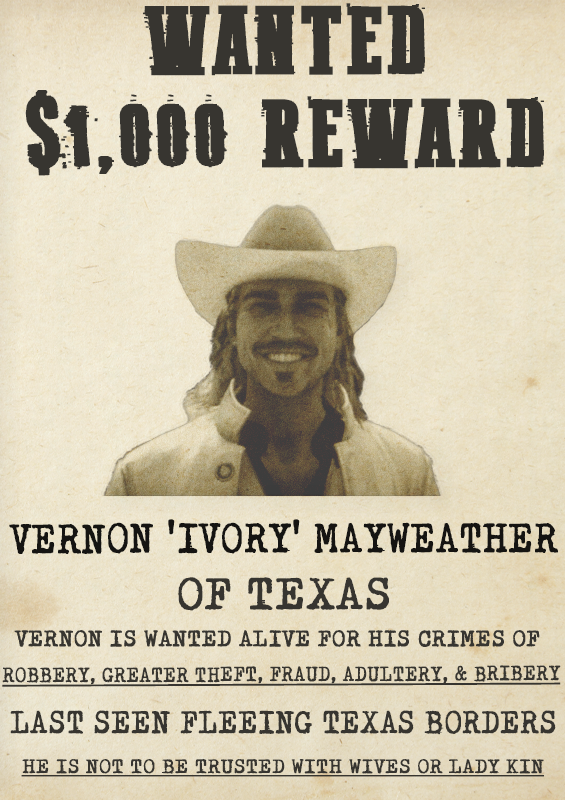 WANTED
$1,000 REWARD
VERNON 'IVORY' MAYWEATHER
OF TEXAS
VERNON IS WANTED ALIVE FOR HIS CRIMES OF
ROBBERY, GREATER THEFT, FRAUD, ADULTERY, & BRIBERY
LAST SEEN FLEEING TEXAS BORDERS
HE IS NOT TO BE TRUSTED WITH WIVES OR LADY KIN